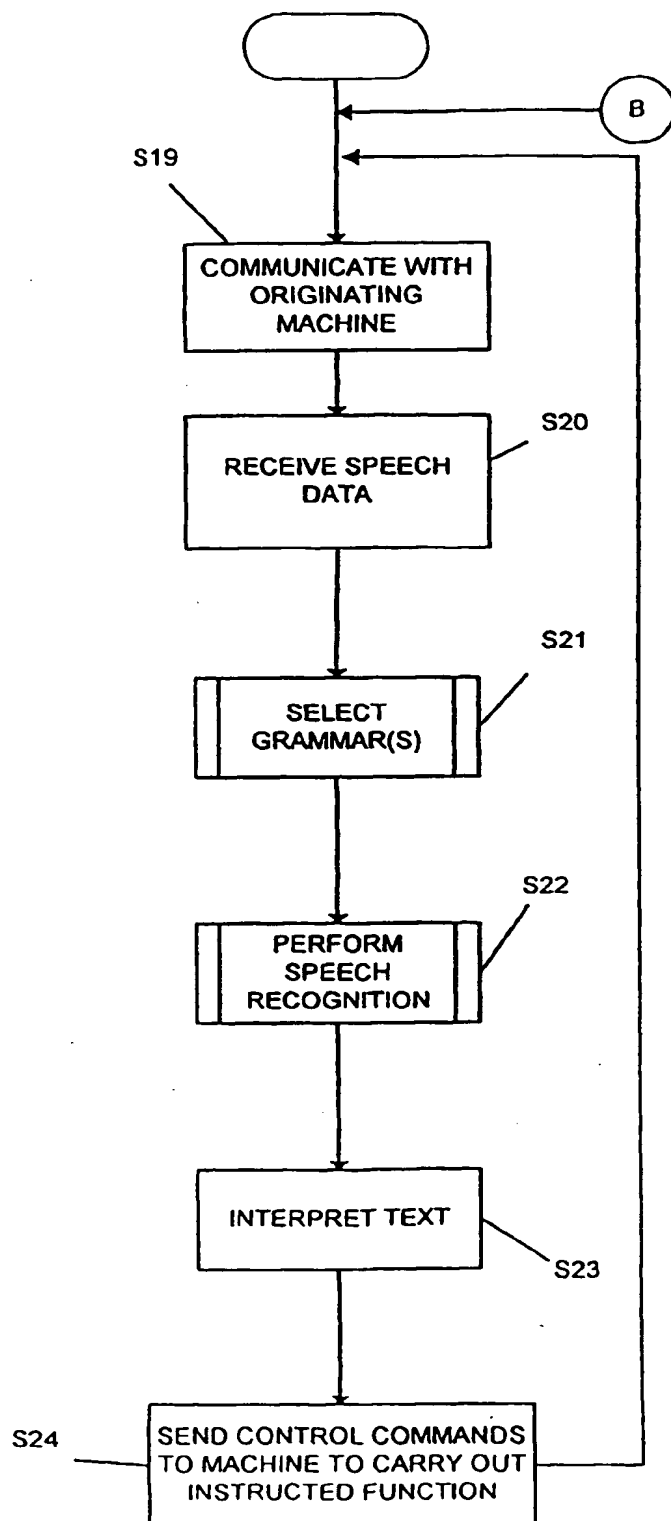 B
S19
COMMUNICATE WITH
ORIGINATING
MACHINE
S20
RECEIVE SPEECH
DATA
S21
SELECT
GRAMMAR(S)
S22
PERFORM
SPEECH
RECOGNITION
INTERPRET TEXT
S23
S24
SEND CONTROL COMMANDS
TO MACHINE TO CARRY OUT
INSTRUCTED FUNCTION